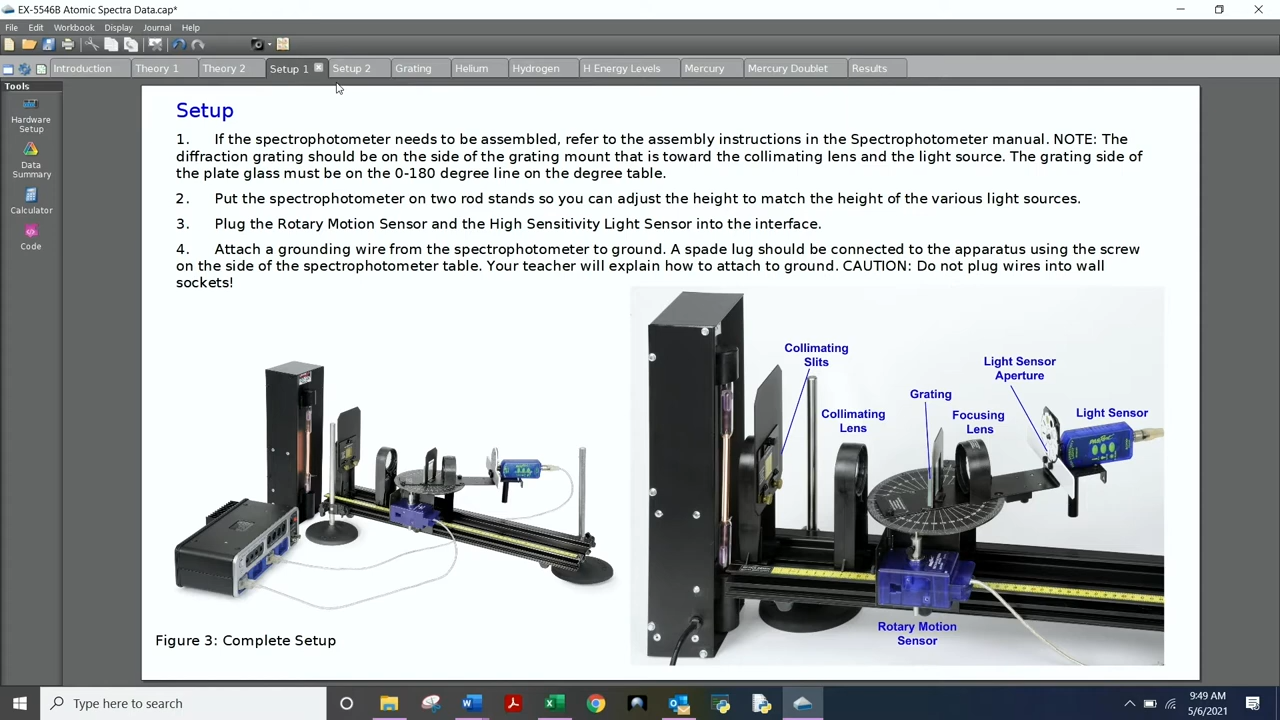 EX-5546B Atomic Spectra Data.cap*
File Edit Workbook Display Journal Help
Introduction Theory 1 Theory 2 Setup 1 Setup 2 Grating Helium Hydrogen H Energy Levels Mercury Mercury Doublet Results
Tools
Hardware
Setup
Data
Summary
Calculator
Code
Setup
1. If the spectrophotometer needs to be assembled, refer to the assembly instructions in the Spectrophotometer manual. NOTE: The
diffraction grating should be on the side of the grating mount that is toward the collimating lens and the light source. The grating side of
the plate glass must be on the 0-180 degree line on the degree table.
2. Put the spectrophotometer on two rod stands so you can adjust the height to match the height of the various light sources.
3. Plug the Rotary Motion Sensor and the High Sensitivity Light Sensor into the interface.
4. Attach a grounding wire from the spectrophotometer to ground. A spade lug should be connected to the apparatus using the screw
on the side of the spectrophotometer table. Your teacher will explain how to attach to ground. CAUTION: Do not plug wires into wall
sockets!
Collimating
Slits
Collimating
Lens
Grating
Focusing
Lens
Light Sensor
Aperture
Light Sensor
Rotary Motion
Sensor
Figure 3: Complete Setup
Type here to search
9:49 AM
5/6/2021